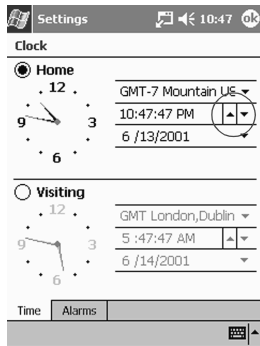 Settings 10:47 ok
Clock
Home
12
9 3
6
GMT-7 Mountain US
10:47:47 PM
6 /13/2001
Visiting
12
9 3
6
GMT London,Dublin
5 :47:47 AM
6 /14/2001
Time Alarms